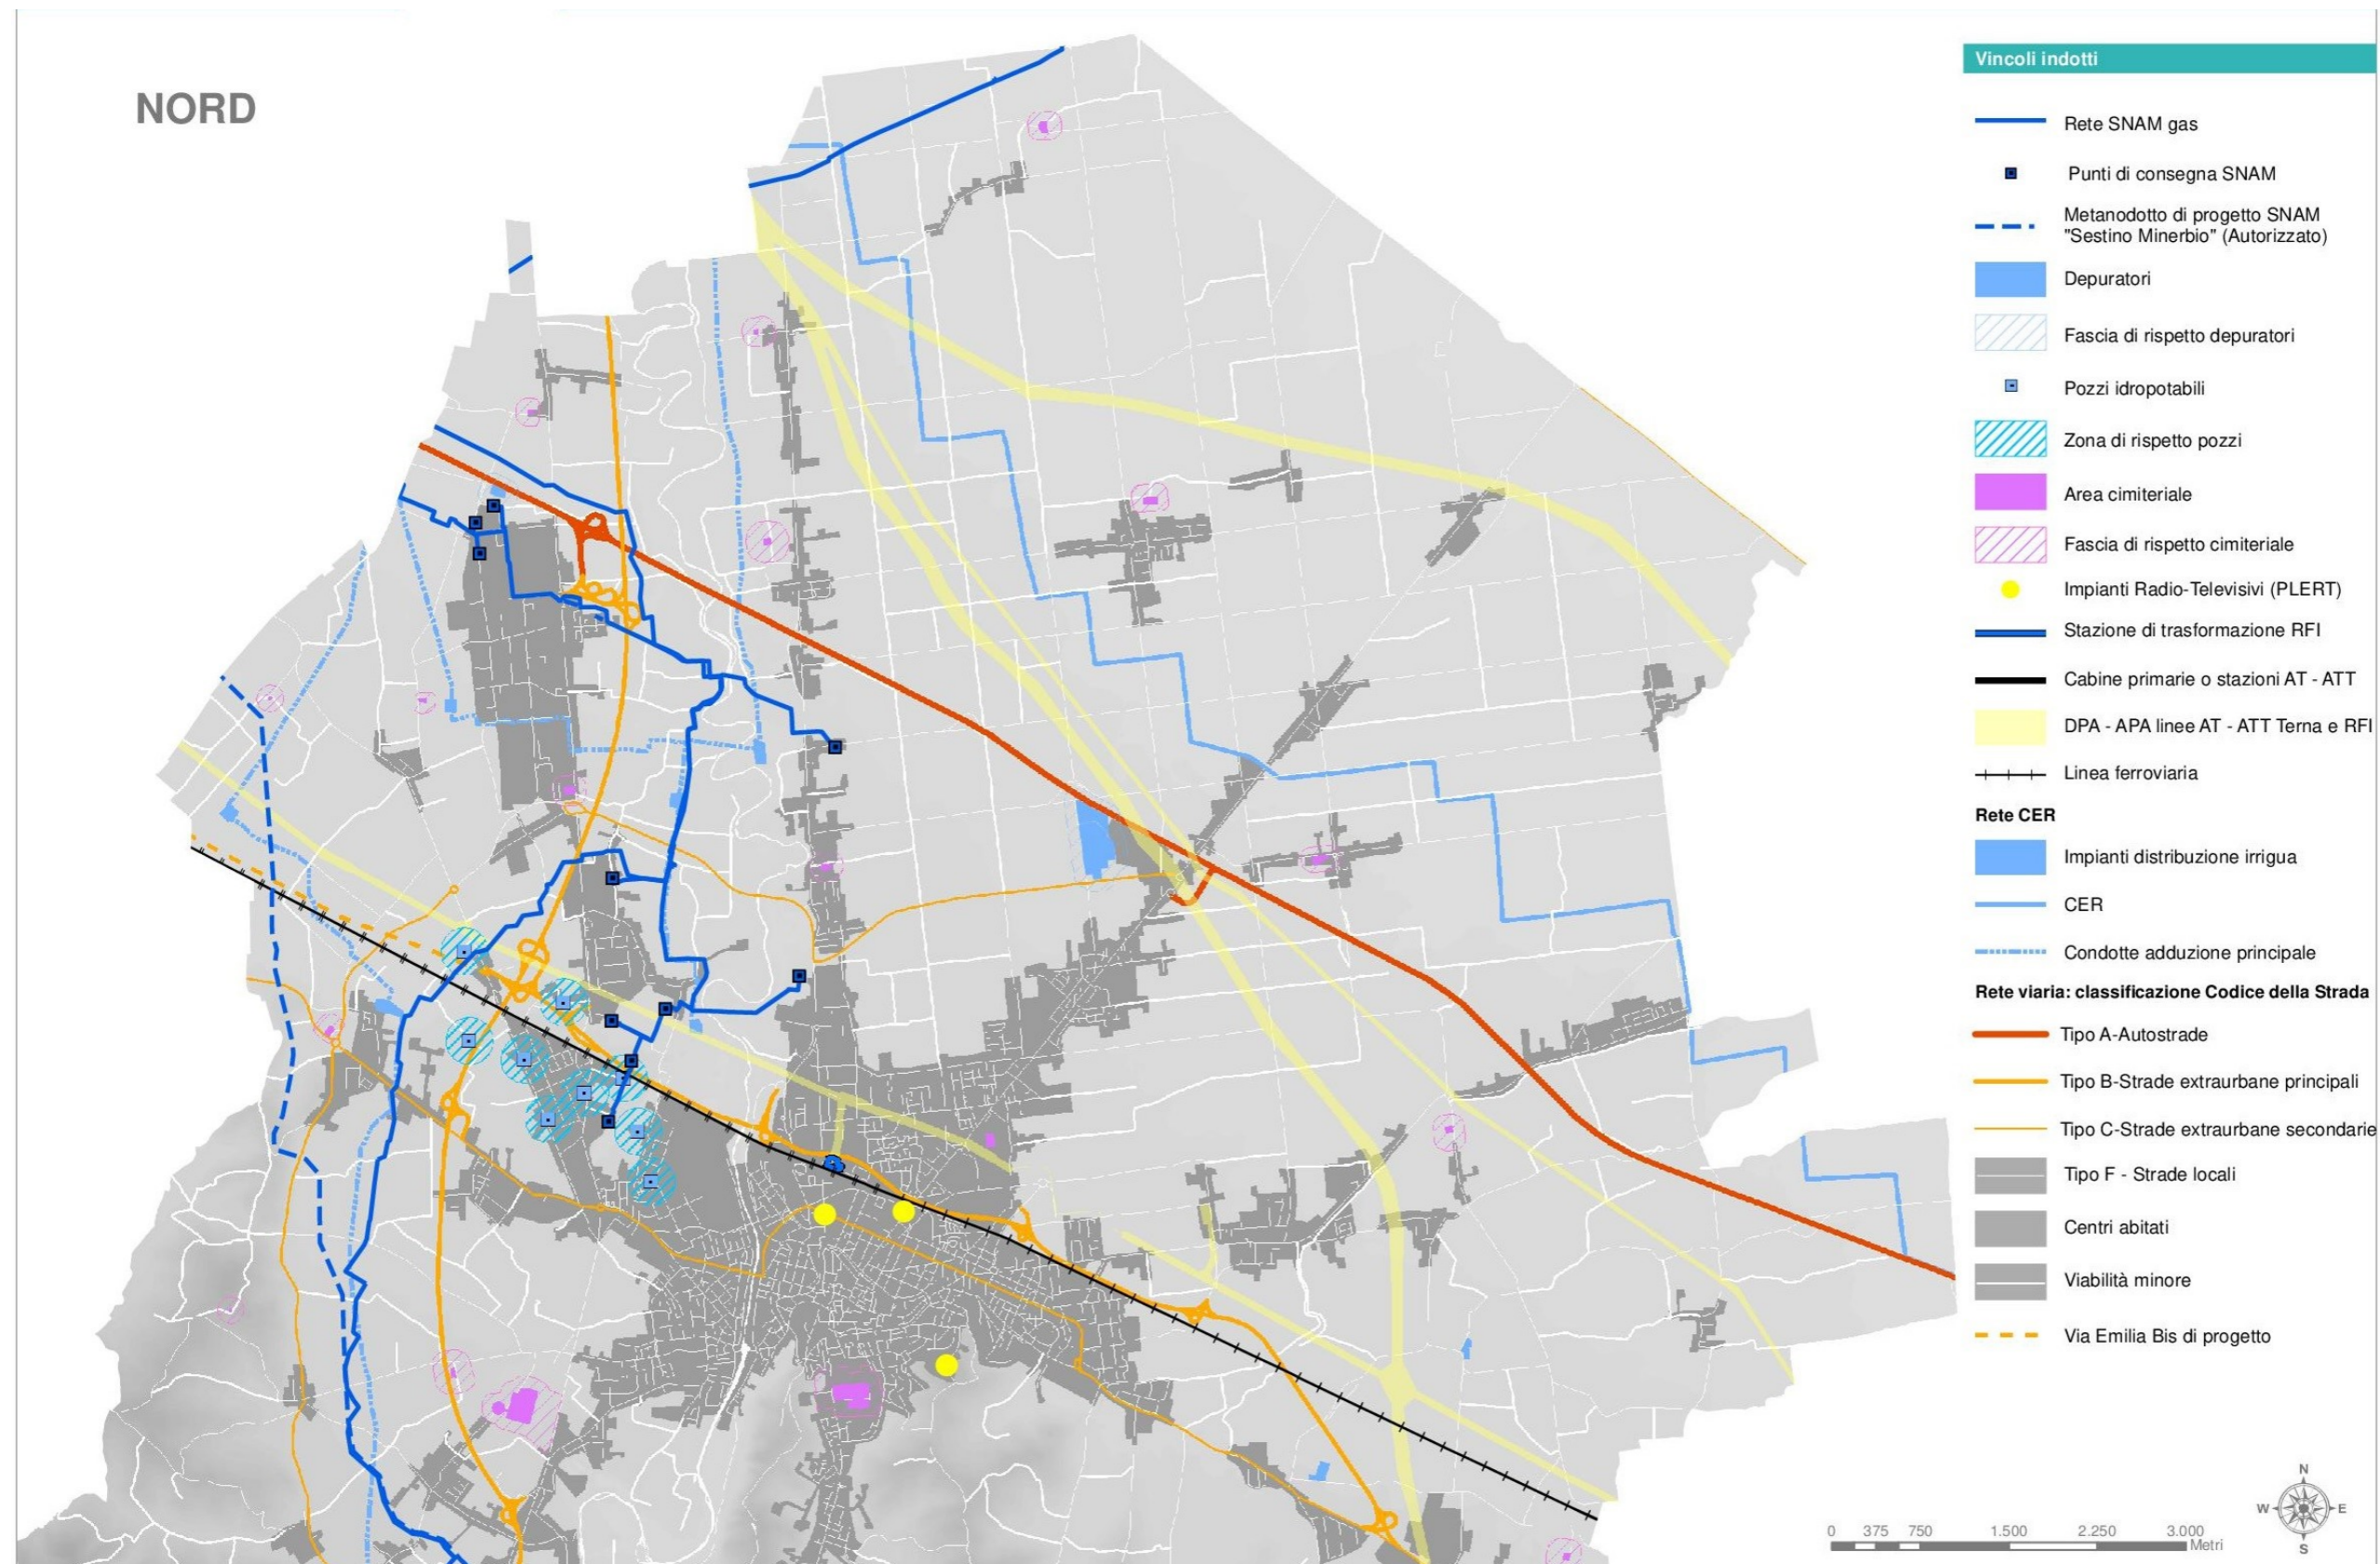 NORD
Vincoli indotti
Rete SNAM gas
Punti di consegna SNAM
Metanodotto di progetto SNAM
"Sestino Minerbio" (Autorizzato)
Depuratori
Fascia di rispetto depuratori
Pozzi idropotabili
Zona di rispetto pozzi
Area cimiteriale
Fascia di rispetto cimiteriale
Impianti Radio-Televisivi (PLERT)
Stazione di trasformazione RFI
Cabine primarie o stazioni AT - ATT
DPA - APA linee AT - ATT Terna e RFI
Linea ferroviaria
Rete CER
Impianti distribuzione irrigua
CER
Condotte adduzione principale
Rete viaria: classificazione Codice della Strada
Tipo A-Autostrade
Tipo B-Strade extraurbane principali
Tipo C-Strade extraurbane secondarie
Tipo F - Strade locali
Centri abitati
Viabilità minore
Via Emilia Bis di progetto
N
W E
S
0 375 750 1.500 2.250 3.000
Metri